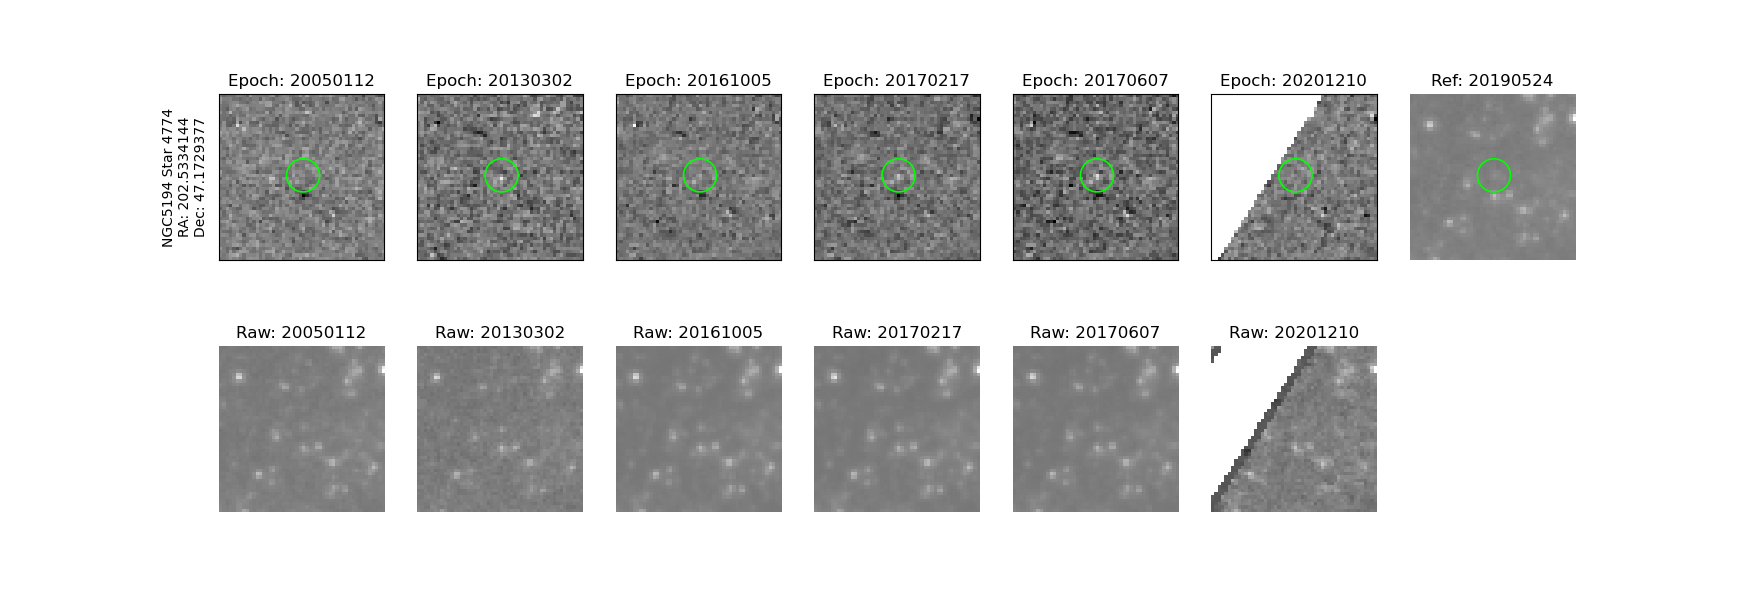 NGC5194 Star 4774
RA: 202.5334144
Dec: 47.1729377
Epoch: 20050112
Epoch: 20130302
Epoch: 20161005
Epoch: 20170217
Epoch: 20170607
Epoch: 20201210
Ref: 20190524
Raw: 20050112
Raw: 20130302
Raw: 20161005
Raw: 20170217
Raw: 20170607
Raw: 20201210